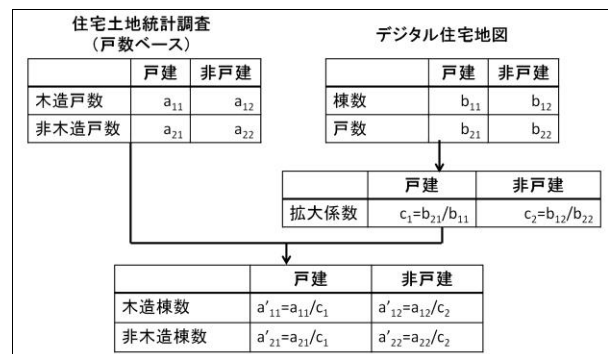 住宅土地統計調査
(戸数ベース)
戸建 非戸建
木造戸数 a₁₁ a₁₂
非木造戸数 a₂₁ a₂₂
デジタル住宅地図
戸建 非戸建
棟数 b₁₁ b₁₂
戸数 b₂₁ b₂₂
戸建 非戸建
拡大係数 c₁=b₂₁/b₁₁ c₂=b₁₂/b₂₂
戸建 非戸建
木造棟数 a'₁₁=a₁₁/c₁ a'₁₂=a₁₂/c₂
非木造棟数 a'₂₁=a₂₁/c₁ a'₂₂=a₂₂/c₂